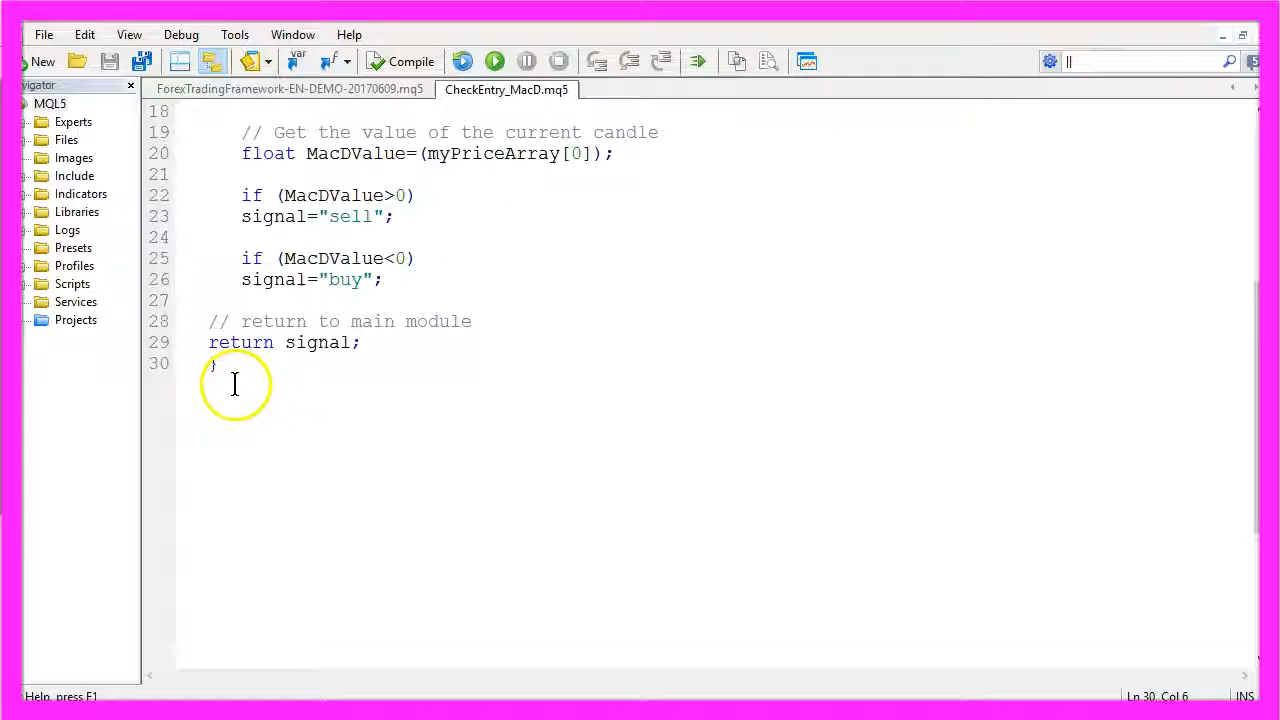 File Edit View Debug Tools Window Help
New Compile
ForexTradingFramework-EN-DEMO-20170609.mq5 CheckEntry_MacD.mq5
MQL5
Experts
Files
Images
Include
Indicators
Libraries
Logs
Presets
Profiles
Scripts
Services
Projects
18
19 // Get the value of the current candle
20 float MacDValue=(myPriceArray[0]);
21
22 if (MacDValue>0)
23 signal="sell";
24
25 if (MacDValue<0)
26 signal="buy";
27
28 // return to main module
29 return signal;
30 }
Help, press F1 Ln 30, Col 6 INS